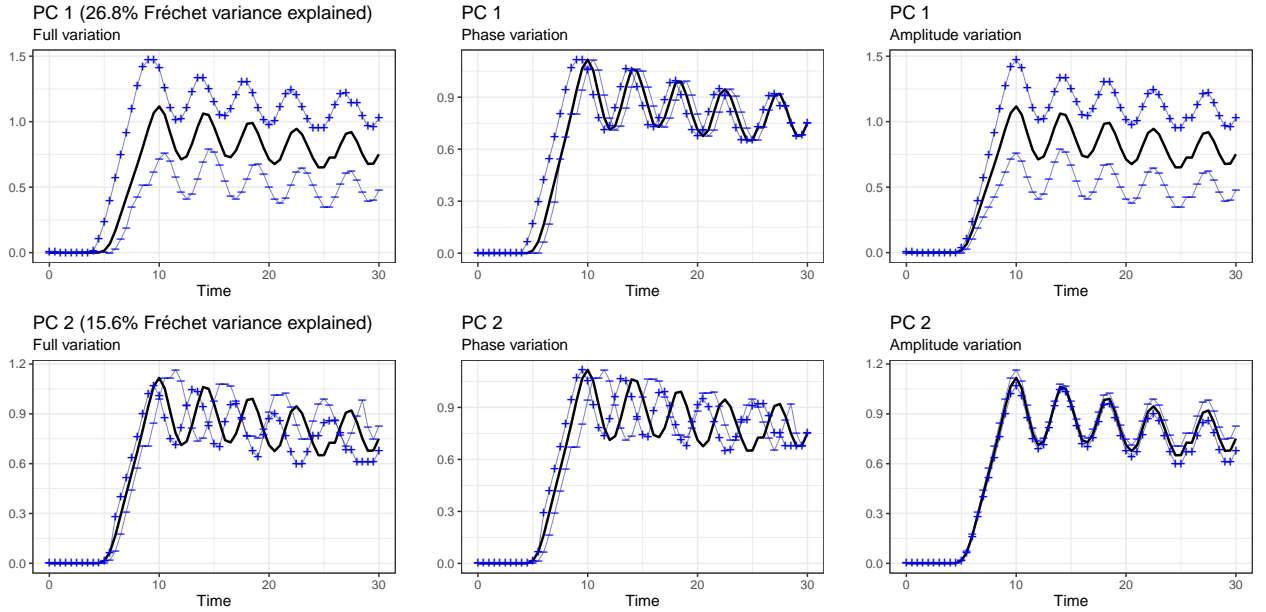 PC 1 (26.8% Fréchet variance explained)
Full variation
1.5
1.0
0.5
0.0
0
10
20
30
Time
PC 1
Phase variation
0.9
0.6
0.3
0.0
0
10
20
30
Time
PC 1
Amplitude variation
1.5
1.0
0.5
0.0
0
10
20
30
Time
PC 2 (15.6% Fréchet variance explained)
Full variation
1.2
0.9
0.6
0.3
0.0
0
10
20
30
Time
PC 2
Phase variation
0.9
0.6
0.3
0.0
0
10
20
30
Time
PC 2
Amplitude variation
1.2
0.9
0.6
0.3
0.0
0
10
20
30
Time